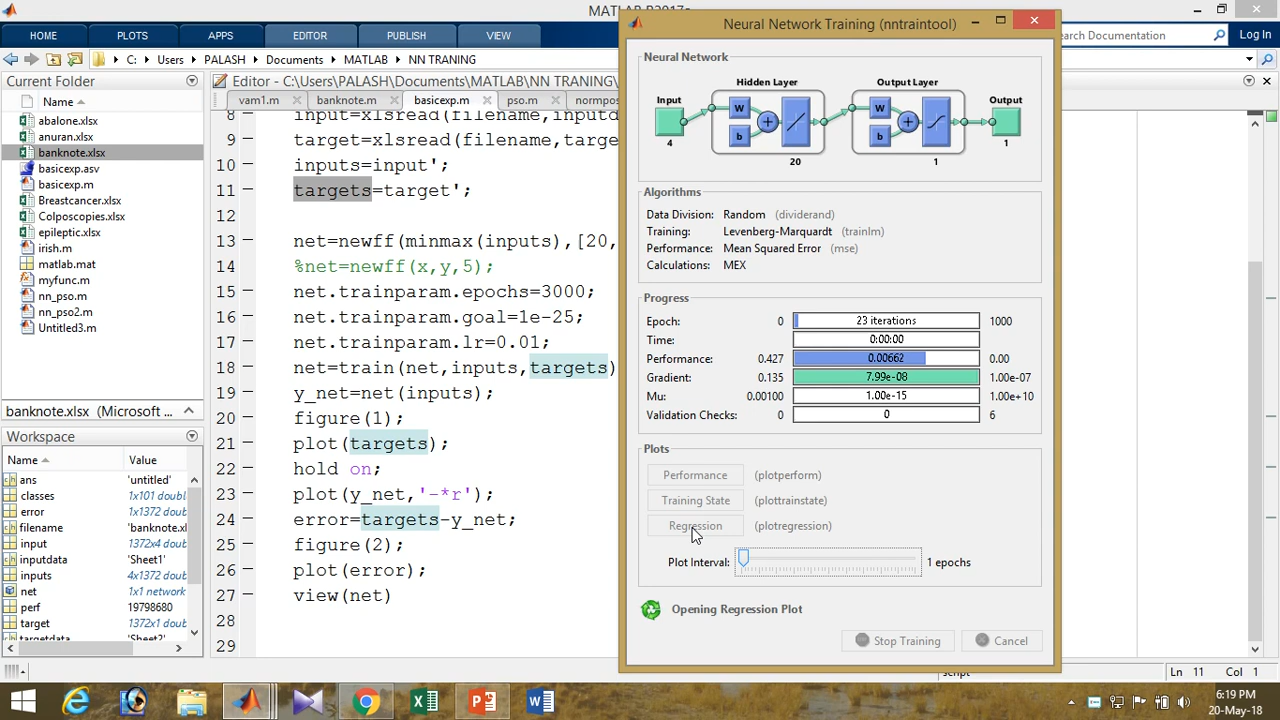 MATLAB R2017a
HOME PLOTS APPS EDITOR PUBLISH VIEW
Search Documentation Log In
C: Users PALASH Documents MATLAB NN TRANING
Current Folder
Name
abalone.xlsx
anuran.xlsx
banknote.xlsx
basicexp.asv
basicexp.m
Breastcancer.xlsx
Colposcopies.xlsx
epileptic.xlsx
irish.m
matlab.mat
myfunc.m
nn_pso.m
nn_pso2.m
Untitled3.m
banknote.xlsx (Microsoft ...
Workspace
Name Value
ans 'untitled'
classes 1x101 doubl
error 1x1372 doub
filename 'banknote.xl
input 1372x4 doubl
inputdata 'Sheet1'
inputs 4x1372 doubl
net 1x1 network
perf 19798680
target 1372x1 doubl
targetdata 'Sheet2'
Editor - C:\Users\PALASH\Documents\MATLAB\NN TRANING\
vam1.m banknote.m basicexp.m pso.m normpos
8 input=xlsread(filename,inputd
9 target=xlsread(filename,targe
10 inputs=input';
11 targets=target';
12
13 net=newff(minmax(inputs),[20,
14 %net=newff(x,y,5);
15 net.trainparam.epochs=3000;
16 net.trainparam.goal=1e-25;
17 net.trainparam.lr=0.01;
18 net=train(net,inputs,targets)
19 y_net=net(inputs);
20 figure(1);
21 plot(targets);
22 hold on;
23 plot(y_net,'-*r');
24 error=targets-y_net;
25 figure(2);
26 plot(error);
27 view(net)
28
29
script Ln 11 Col 1
Neural Network Training (nntraintool)
Neural Network
Hidden Layer Output Layer
Input Output
W b W b
4 20 1 1
Algorithms
Data Division: Random (dividerand)
Training: Levenberg-Marquardt (trainlm)
Performance: Mean Squared Error (mse)
Calculations: MEX
Progress
Epoch: 0 23 iterations 1000
Time: 0:00:00
Performance: 0.427 0.00662 0.00
Gradient: 0.135 7.99e-08 1.00e-07
Mu: 0.00100 1.00e-15 1.00e+10
Validation Checks: 0 0 6
Plots
Performance (plotperform)
Training State (plottrainstate)
Regression (plotregression)
Plot Interval: 1 epochs
Opening Regression Plot
Stop Training Cancel
6:19 PM
20-May-18